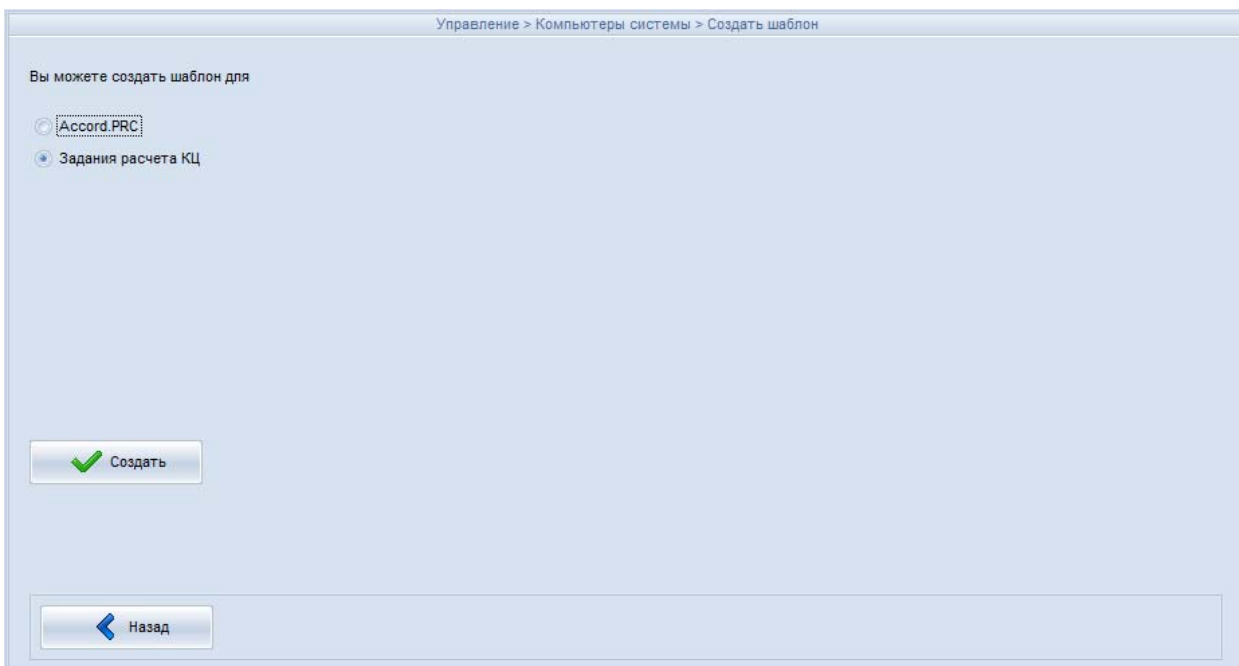 Управление > Компьютеры системы > Создать шаблон
Вы можете создать шаблон для
Accord.PRC
Задания расчета КЦ
Создать
Назад